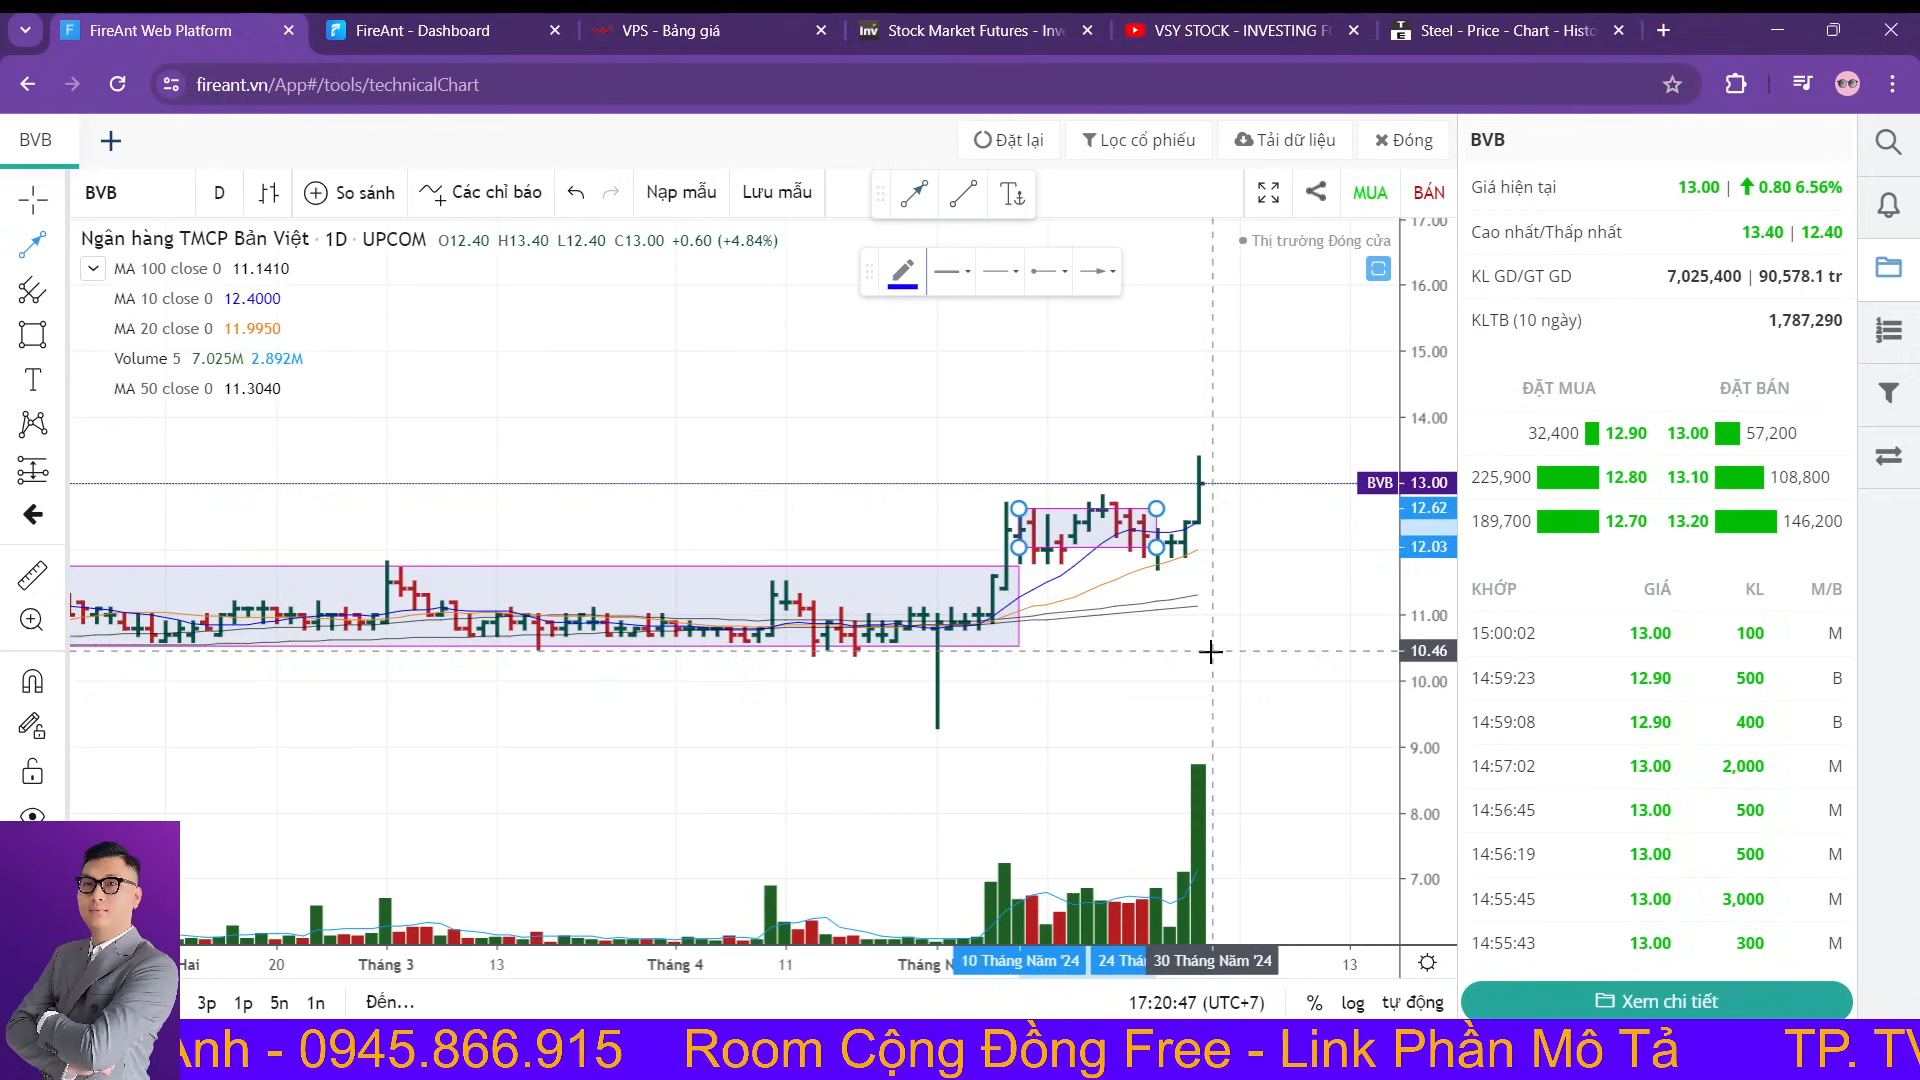 FireAnt Web Platform
FireAnt - Dashboard
VPS - Bảng giá
Stock Market Futures - Inve
VSY STOCK - INVESTING F
Steel - Price - Chart - Histo
fireant.vn/App#/tools/technicalChart
BVB
Đặt lại
Lọc cổ phiếu
Tải dữ liệu
Đóng
BVB
D
So sánh
Các chỉ báo
Nạp mẫu
Lưu mẫu
MUA
BÁN
Ngân hàng TMCP Bản Việt · 1D · UPCOM O12.40 H13.40 L12.40 C13.00 +0.60 (+4.84%)
Thị trường Đóng cửa
MA 100 close 0 11.1410
MA 10 close 0 12.4000
MA 20 close 0 11.9950
Volume 5 7.025M 2.892M
MA 50 close 0 11.3040
17.00
16.00
15.00
14.00
BVB 13.00
12.62
12.03
11.00
10.46
10.00
9.00
8.00
7.00
Hai
20
Tháng 3
13
Tháng 4
11
Tháng N
10 Tháng Năm '24
24 Thá
30 Tháng Năm '24
13
3p 1p 5n 1n
Đến...
17:20:47 (UTC+7)
% log tự động
BVB
Giá hiện tại 13.00 | 0.80 6.56%
Cao nhất/Thấp nhất 13.40 | 12.40
KL GD/GT GD 7,025,400 | 90,578.1 tr
KLTB (10 ngày) 1,787,290
ĐẶT MUA ĐẶT BÁN
32,400 12.90 13.00 57,200
225,900 12.80 13.10 108,800
189,700 12.70 13.20 146,200
KHỚP GIÁ KL M/B
15:00:02 13.00 100 M
14:59:23 12.90 500 B
14:59:08 12.90 400 B
14:57:02 13.00 2,000 M
14:56:45 13.00 500 M
14:56:19 13.00 500 M
14:55:45 13.00 3,000 M
14:55:43 13.00 300 M
Xem chi tiết
Anh - 0945.866.915 Room Cộng Đồng Free - Link Phần Mô Tả TP. TV